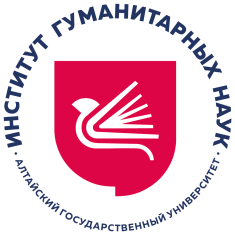 ИНСТИТУТ ГУМАНИТАРНЫХ НАУК
• АЛТАЙСКИЙ ГОСУДАРСТВЕННЫЙ УНИВЕРСИТЕТ •